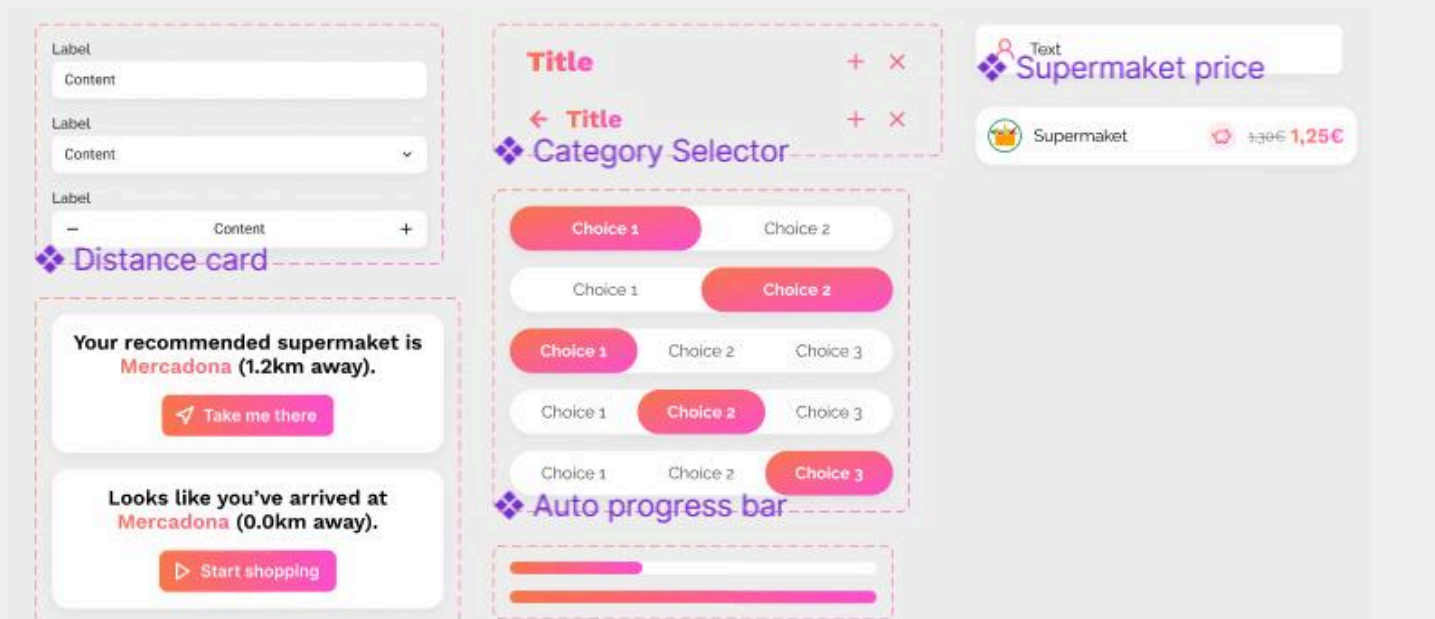 Label
Content
Label
Content
Label
Content
Distance card
Your recommended supermaket is
Mercadona (1.2km away).
Take me there
Looks like you've arrived at
Mercadona (0.0km away).
Start shopping
Title
Title
Category Selector
Choice 1 Choice 2
Choice 1 Choice 2
Choice 1 Choice 2 Choice 3
Choice 1 Choice 2 Choice 3
Choice 1 Choice 2 Choice 3
Auto progress bar
Text
Supermaket price
Supermaket 1,30€ 1,25€